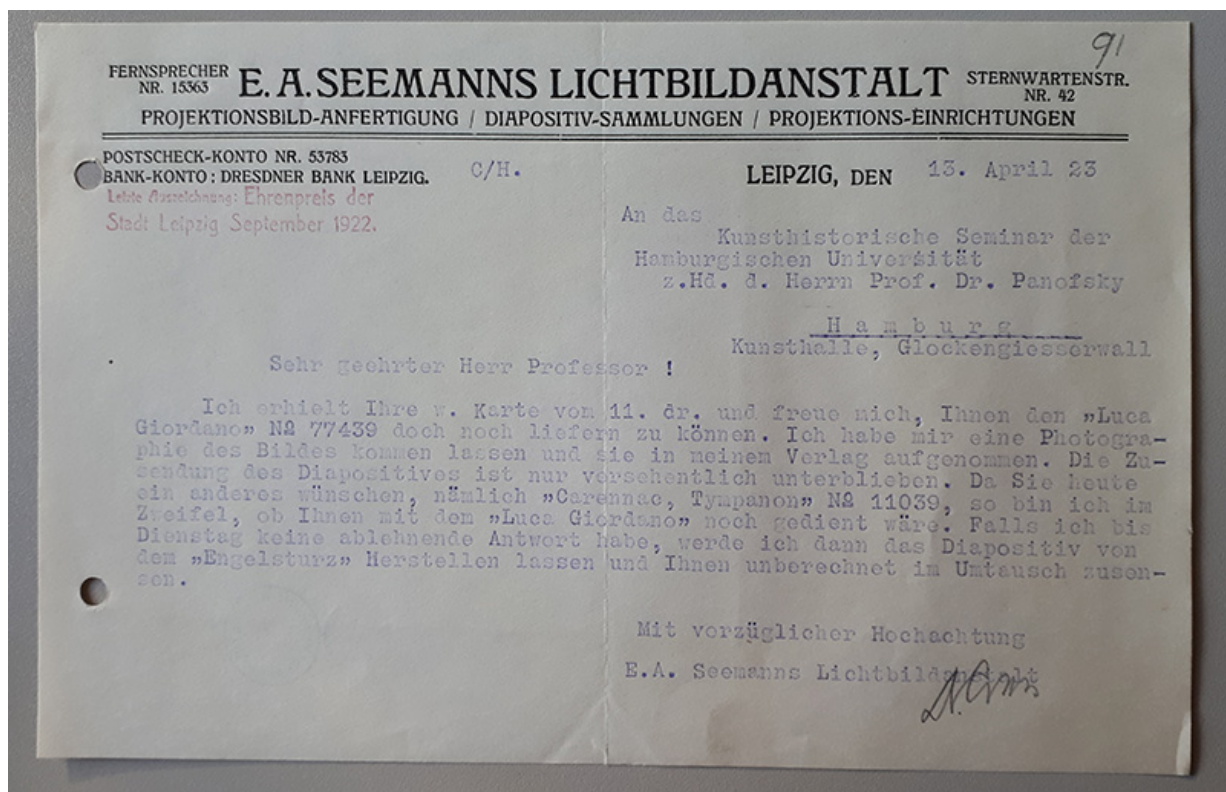 91
FERNSPRECHER
NR. 15363
E. A. SEEMANNS LICHTBILDANSTALT
STERNWARTENSTR.
NR. 42
PROJEKTIONSBILD-ANFERTIGUNG / DIAPOSITIV-SAMMLUNGEN / PROJEKTIONS-EINRICHTUNGEN
POSTSCHECK-KONTO NR. 53783
BANK-KONTO: DRESDNER BANK LEIPZIG.
C/H.
LEIPZIG, DEN 13. April 23
Letzte Auszeichnung: Ehrenpreis der
Stadt Leipzig September 1922.
An das
Kunsthistorische Seminar der
Hamburgischen Universität
z.Hd. d. Herrn Prof. Dr. Panofsky
Hamburg
Kunsthalle, Glockengiesserwall
Sehr geehrter Herr Professor !
Ich erhielt Ihre w. Karte vom 11. dr. und freue mich, Ihnen den „Luca
Giordano” № 77439 doch noch liefern zu können. Ich habe mir eine Photogra-
phie des Bildes kommen lassen und sie in meinem Verlag aufgenommen. Die Zu-
sendung des Diapositives ist nur versehentlich unterblieben. Da Sie heute
ein anderes wünschen, nämlich „Carennac, Tympanon” № 11039, so bin ich im
Zweifel, ob Ihnen mit dem „Luca Giordano” noch gedient wäre. Falls ich bis
Dienstag keine ablehnende Antwort habe, werde ich dann das Diapositiv von
dem „Engelsturz” Herstellen lassen und Ihnen unberechnet im Umtausch zusen-
sen.
Mit vorzüglicher Hochachtung
E.A. Seemanns Lichtbildanstalt